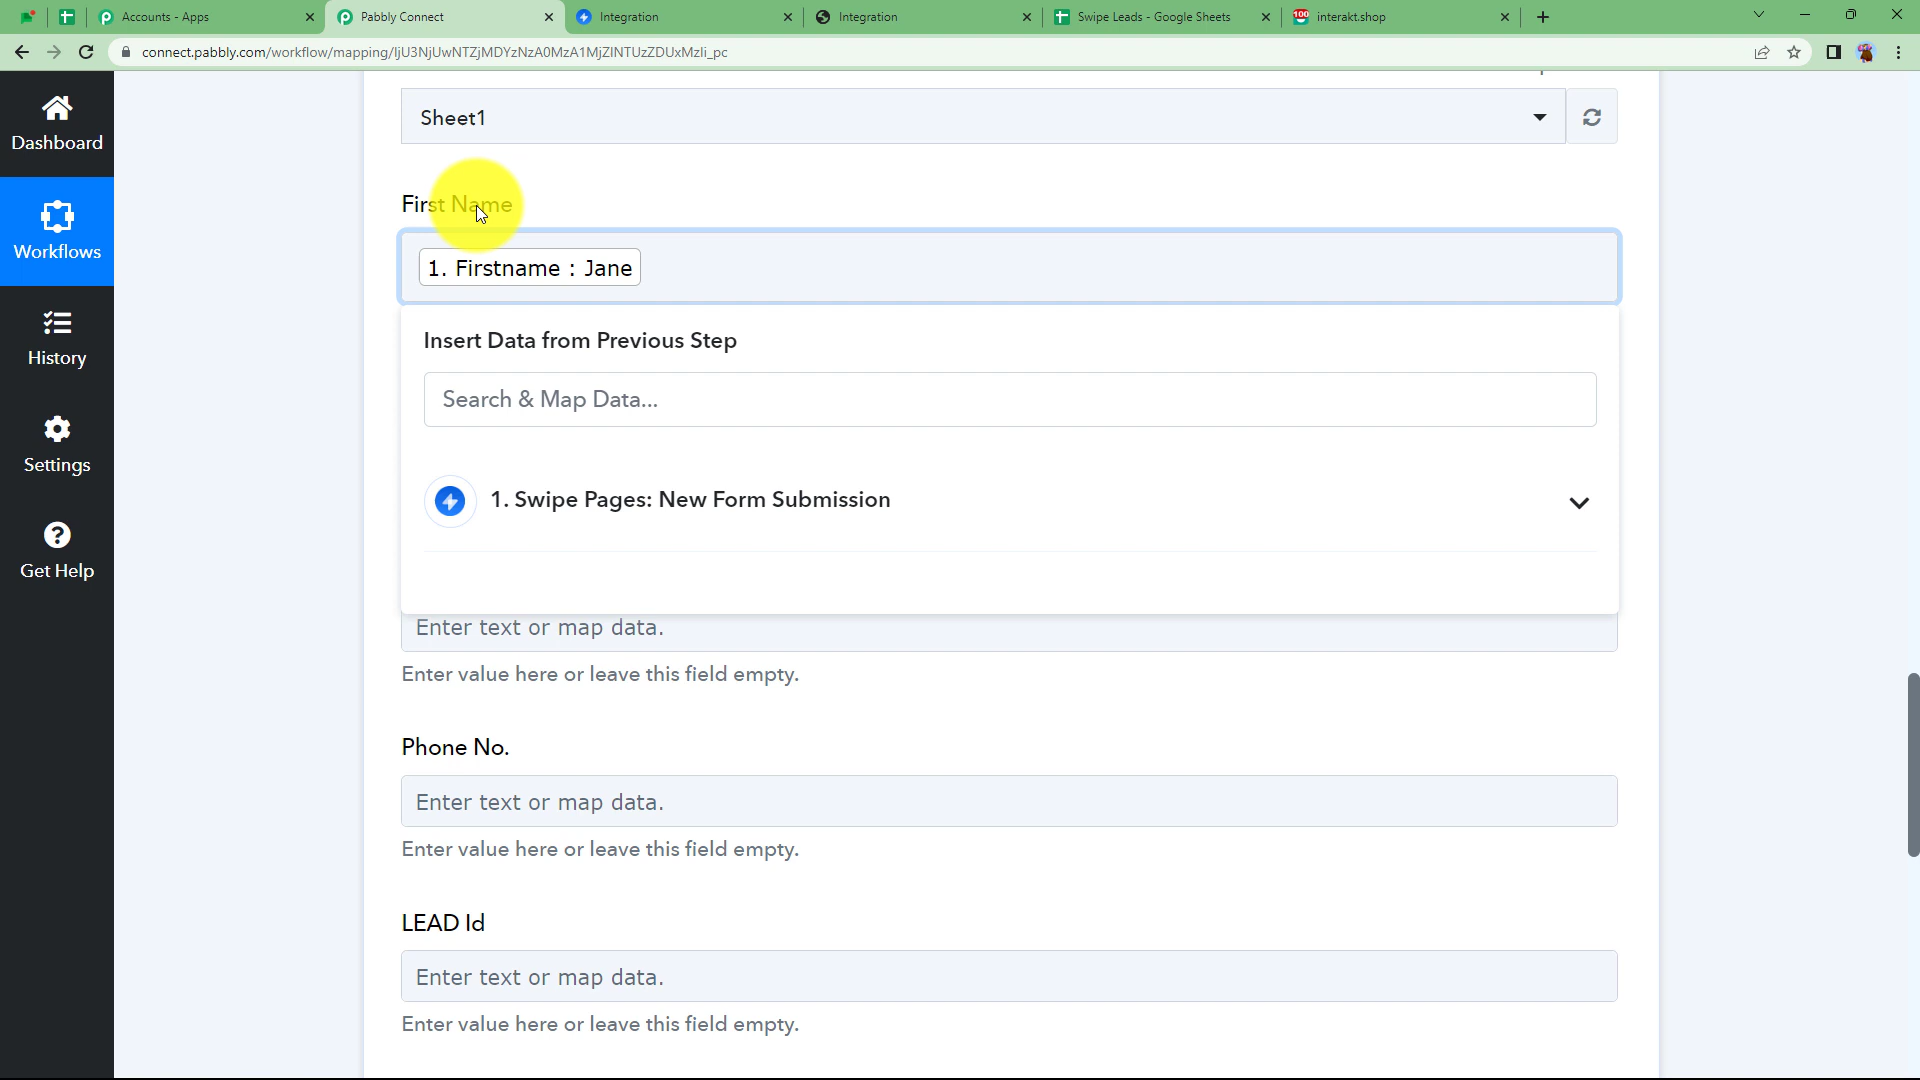 Accounts - Apps
Pabbly Connect
Integration
Integration
Swipe Leads - Google Sheets
100
interakt.shop
connect.pabbly.com/workflow/mapping/IjU3NjUwNTZjMDYzNzA0MzA1MjZlNTUzZDUxMzIi_pc
Dashboard
Workflows
History
Settings
Get Help
Sheet1
First Name
1. Firstname : Jane
Insert Data from Previous Step
Search & Map Data...
1. Swipe Pages: New Form Submission
Enter text or map data.
Enter value here or leave this field empty.
Phone No.
Enter text or map data.
Enter value here or leave this field empty.
LEAD Id
Enter text or map data.
Enter value here or leave this field empty.